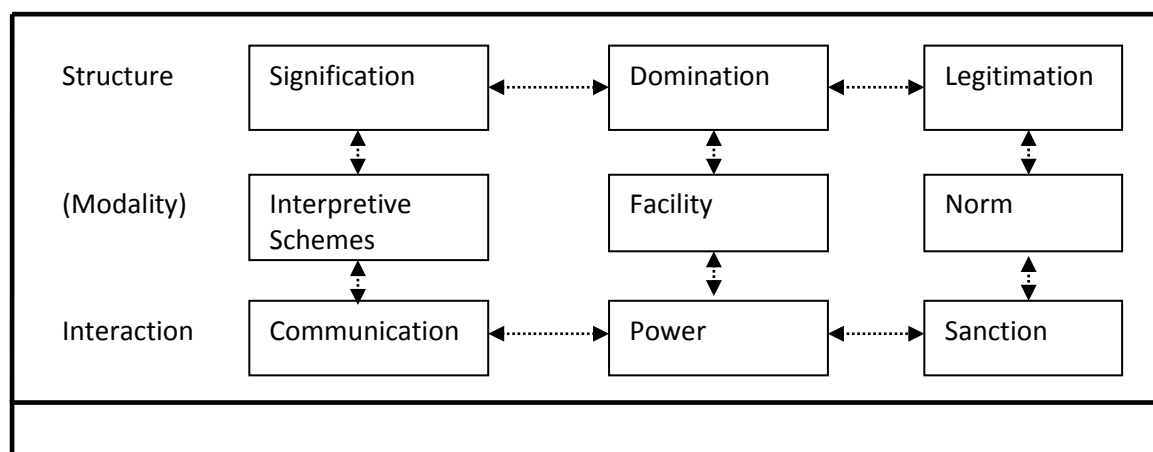 Structure
Signification
Domination
Legitimation
(Modality)
Interpretive
Schemes
Facility
Norm
Interaction
Communication
Power
Sanction